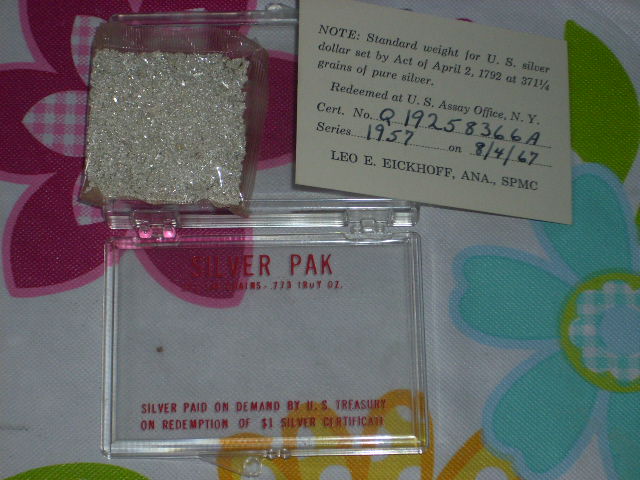 NOTE: Standard weight for U. S. silver
dollar set by Act of April 2, 1792 at 371¼
grains of pure silver.
Redeemed at U. S. Assay Office, N. Y.
Cert. No. Q 19258366A
Series 1957 on 8/4/67
LEO E. EICKHOFF, ANA., SPMC
SILVER PAK
GRAINS - .773 TROY OZ.
SILVER PAID ON DEMAND BY U. S. TREASURY
ON REDEMPTION OF $1 SILVER CERTIFICATE